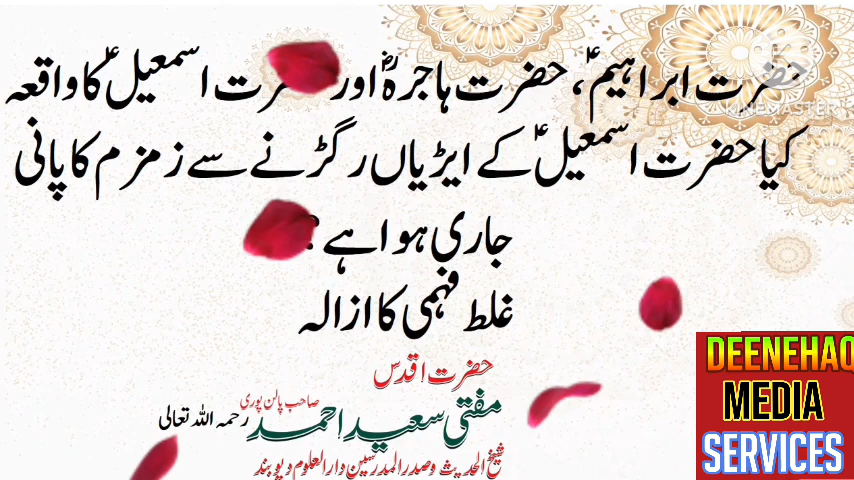 حضرت ابراہیمؑ، حضرت ہاجرہؓ اور حضرت اسمعیلؑ کا واقعہ
کیا حضرت اسمعیلؑ کے ایڑیاں رگڑنے سے زمزم کا پانی
جاری ہوا ہے ؟
غلط فہمی کا ازالہ
حضرت اقدس
مفتی سعید احمد صاحب پالن پوری رحمہ اللہ تعالی
شیخ الحدیث وصدر المدرسین دار العلوم دیوبند
KINEMASTER
DEENEHAQ
MEDIA
SERVICES